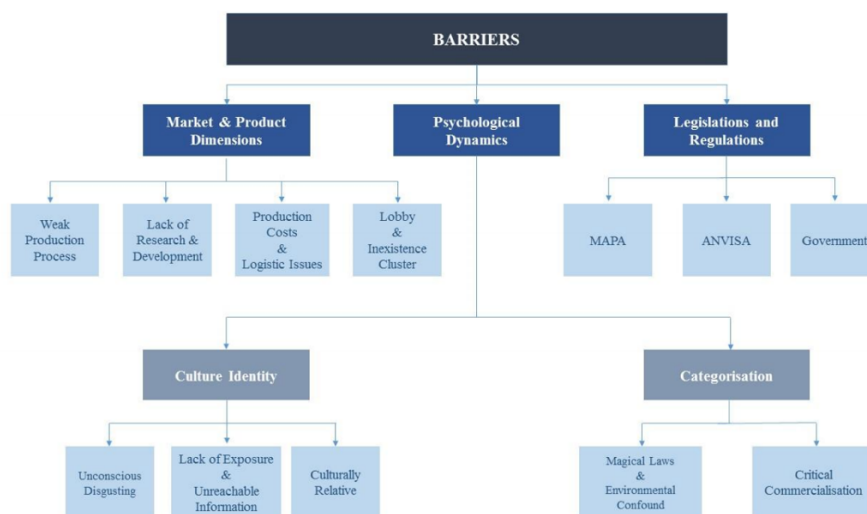 BARRIERS
Market & Product
Dimensions
Psychological
Dynamics
Legislations and
Regulations
Weak
Production
Process
Lack of
Research &
Development
Production
Costs
&
Logistic Issues
Lobby
&
Inexistence
Cluster
MAPA
ANVISA
Government
Culture Identity
Categorisation
Unconscious
Disgusting
Lack of Exposure
&
Unreachable
Information
Culturally
Relative
Magical Laws
&
Environmental
Confound
Critical
Commercialisation